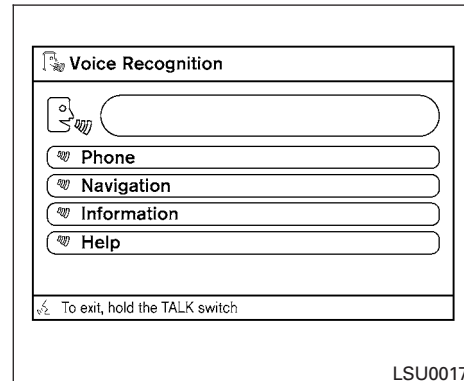 Voice Recognition
Phone
Navigation
Information
Help
To exit, hold the TALK switch
LSU0017